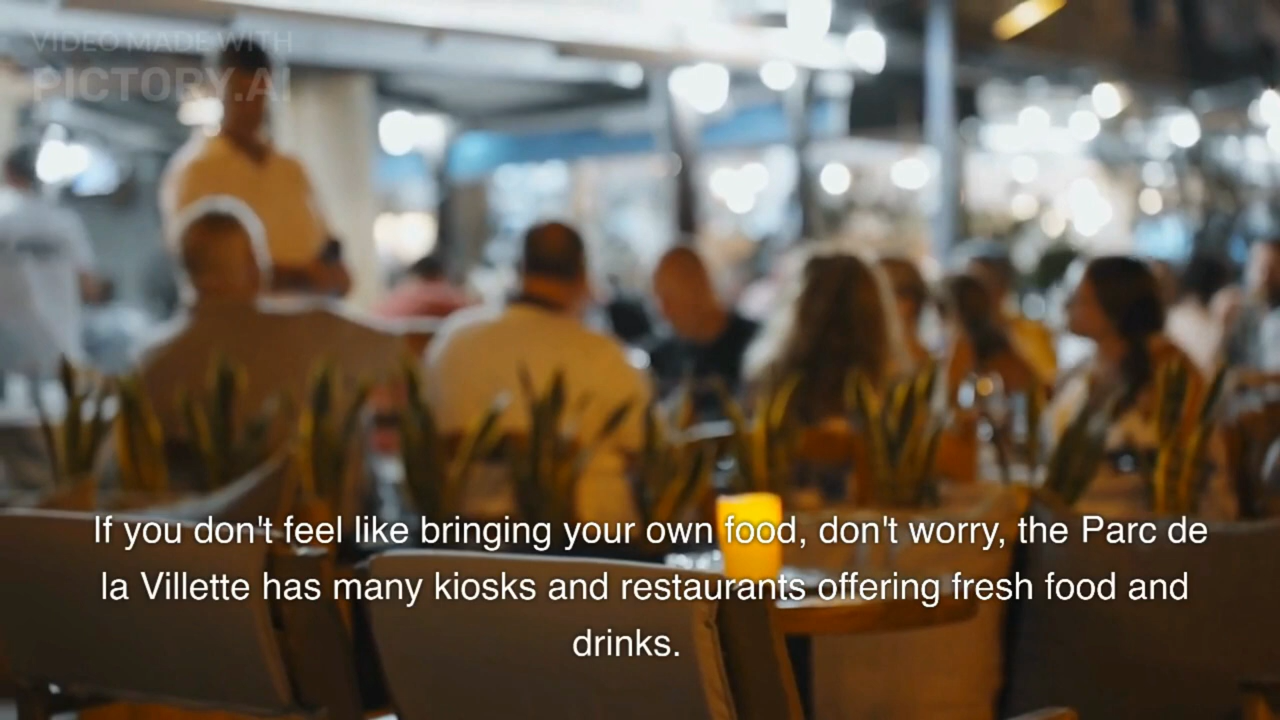 VIDEO MADE WITH
PICTORY.AI
If you don't feel like bringing your own food, don't worry, the Parc de
la Villette has many kiosks and restaurants offering fresh food and
drinks.